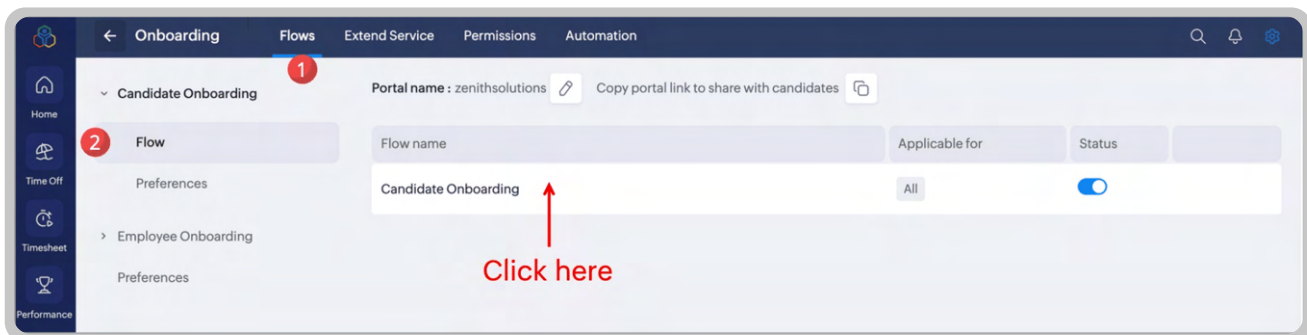 Onboarding Flows Extend Service Permissions Automation
1
Home
Candidate Onboarding
Portal name : zenithsolutions Copy portal link to share with candidates
2
Flow
Flow name Applicable for Status
Time Off
Preferences
Candidate Onboarding All
Timesheet
Employee Onboarding
Click here
Preferences
Performance